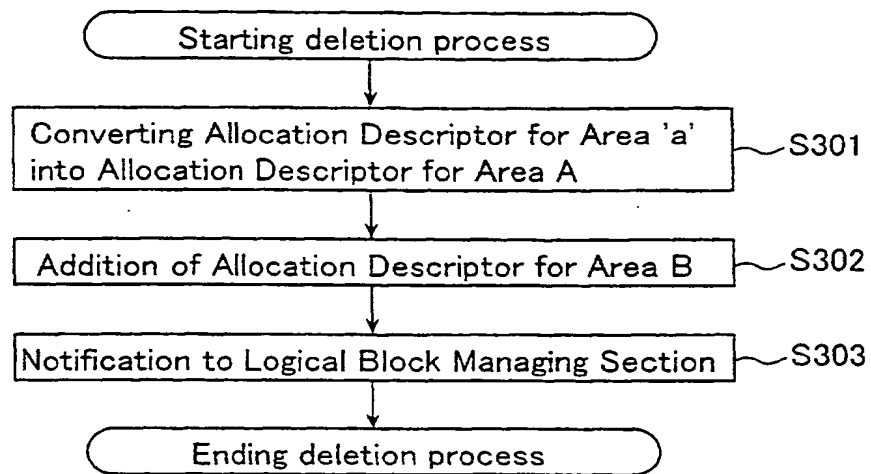 Starting deletion process
Converting Allocation Descriptor for Area 'a'
into Allocation Descriptor for Area A
S301
Addition of Allocation Descriptor for Area B
S302
Notification to Logical Block Managing Section
S303
Ending deletion process